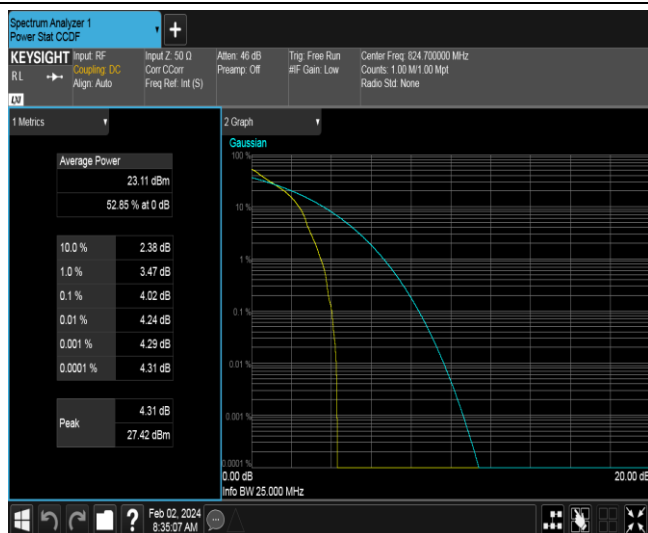 Spectrum Analyzer 1
Power Stat CCDF
KEYSIGHT
RL
LXI
Input: RF
Coupling: DC
Align: Auto
Input Z: 50 Ω
Corr CCorr
Freq Ref: Int (S)
Atten: 46 dB
Preamp: Off
Trig: Free Run
#IF Gain: Low
Center Freq: 824.700000 MHz
Counts: 1.00 M/1.00 Mpt
Radio Std: None
1 Metrics
Average Power
23.11 dBm
52.85 % at 0 dB
10.0 % 2.38 dB
1.0 % 3.47 dB
0.1 % 4.02 dB
0.01 % 4.24 dB
0.001 % 4.29 dB
0.0001 % 4.31 dB
Peak
4.31 dB
27.42 dBm
2 Graph
Gaussian
100 %
10 %
1 %
0.1 %
0.01 %
0.001 %
0.0001 %
0.00 dB
20.00 dB
Info BW 25.000 MHz
?
Feb 02, 2024
8:35:07 AM